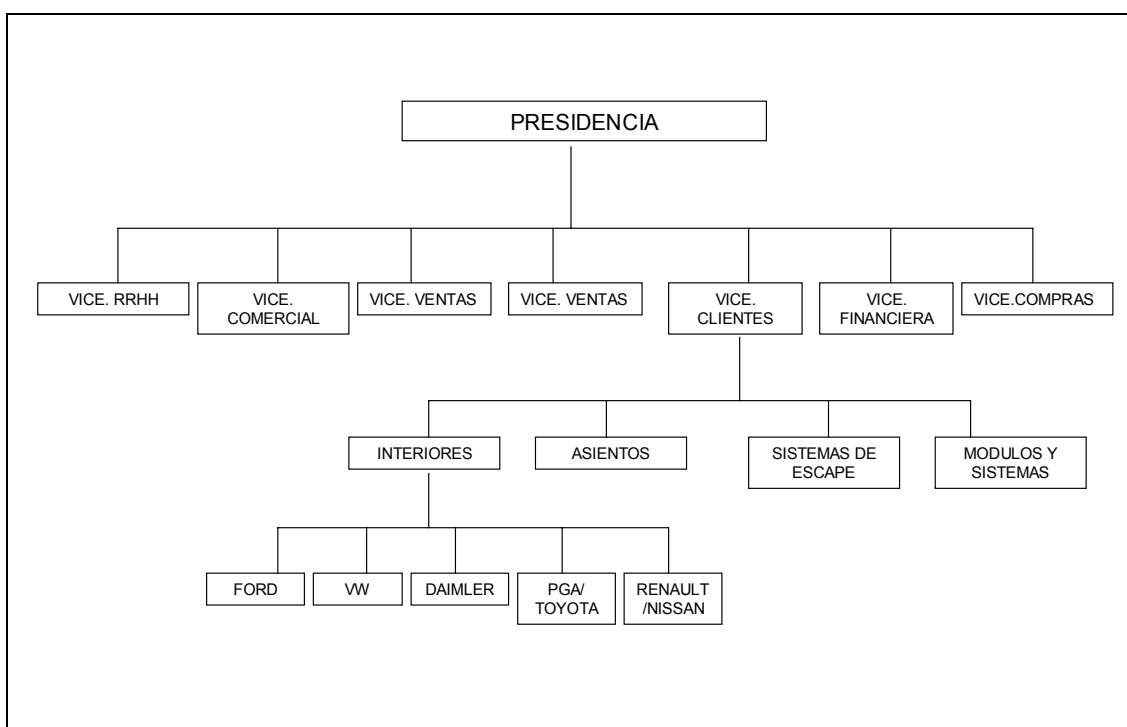 PRESIDENCIA
VICE. RRHH
VICE.
COMERCIAL
VICE. VENTAS
VICE. VENTAS
VICE.
CLIENTES
VICE.
FINANCIERA
VICE.COMPRAS
INTERIORES
ASIENTOS
SISTEMAS DE
ESCAPE
MODULOS Y
SISTEMAS
FORD
VW
DAIMLER
PGA/
TOYOTA
RENAULT
/NISSAN